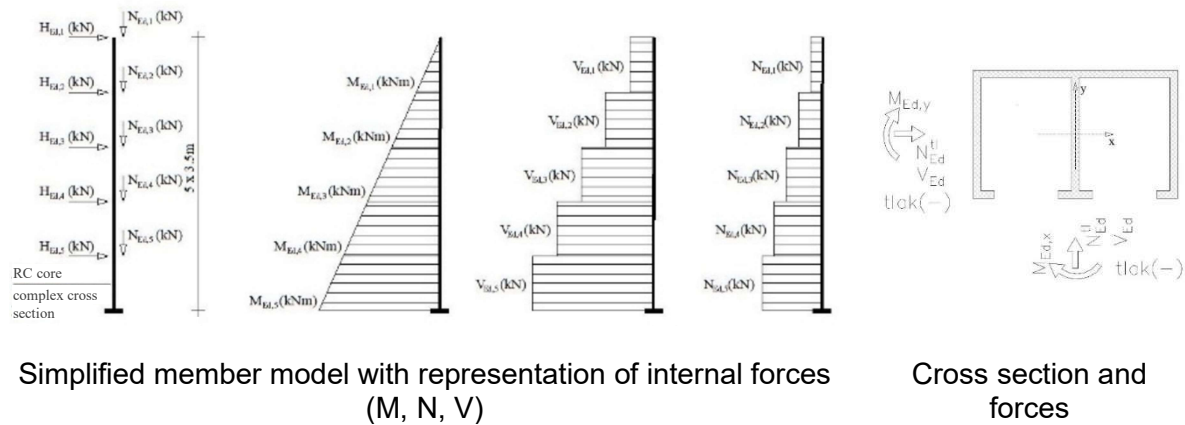 H_Ed,1 (kN)
N_Ed,1 (kN)
H_Ed,2 (kN)
N_Ed,2 (kN)
H_Ed,3 (kN)
N_Ed,3 (kN)
H_Ed,4 (kN)
N_Ed,4 (kN)
H_Ed,5 (kN)
N_Ed,5 (kN)
5 x 3.5m
RC core
complex cross
section
M_Ed,1 (kNm)
M_Ed,2 (kNm)
M_Ed,3 (kNm)
M_Ed,4 (kNm)
M_Ed,5 (kNm)
V_Ed,1 (kN)
V_Ed,2 (kN)
V_Ed,3 (kN)
V_Ed,4 (kN)
V_Ed,5 (kN)
N_Ed,1 (kN)
N_Ed,2 (kN)
N_Ed,3 (kN)
N_Ed,4 (kN)
N_Ed,5 (kN)
M_Ed,y
N_Ed^tl
V_Ed
tlak(-)
y
x
M_Ed,x
N_Ed^tl
V_Ed
tlak(-)
Simplified member model with representation of internal forces
(M, N, V)
Cross section and
forces